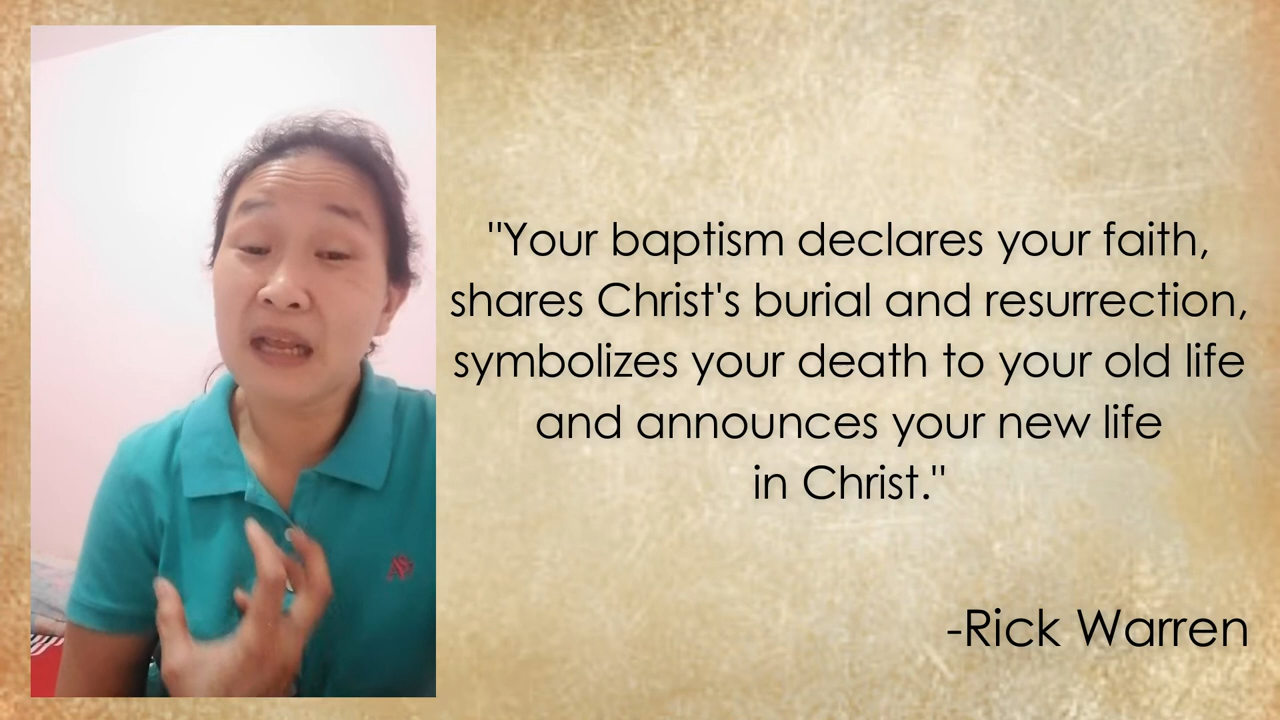 "Your baptism declares your faith,
shares Christ's burial and resurrection,
symbolizes your death to your old life
and announces your new life
in Christ."
-Rick Warren